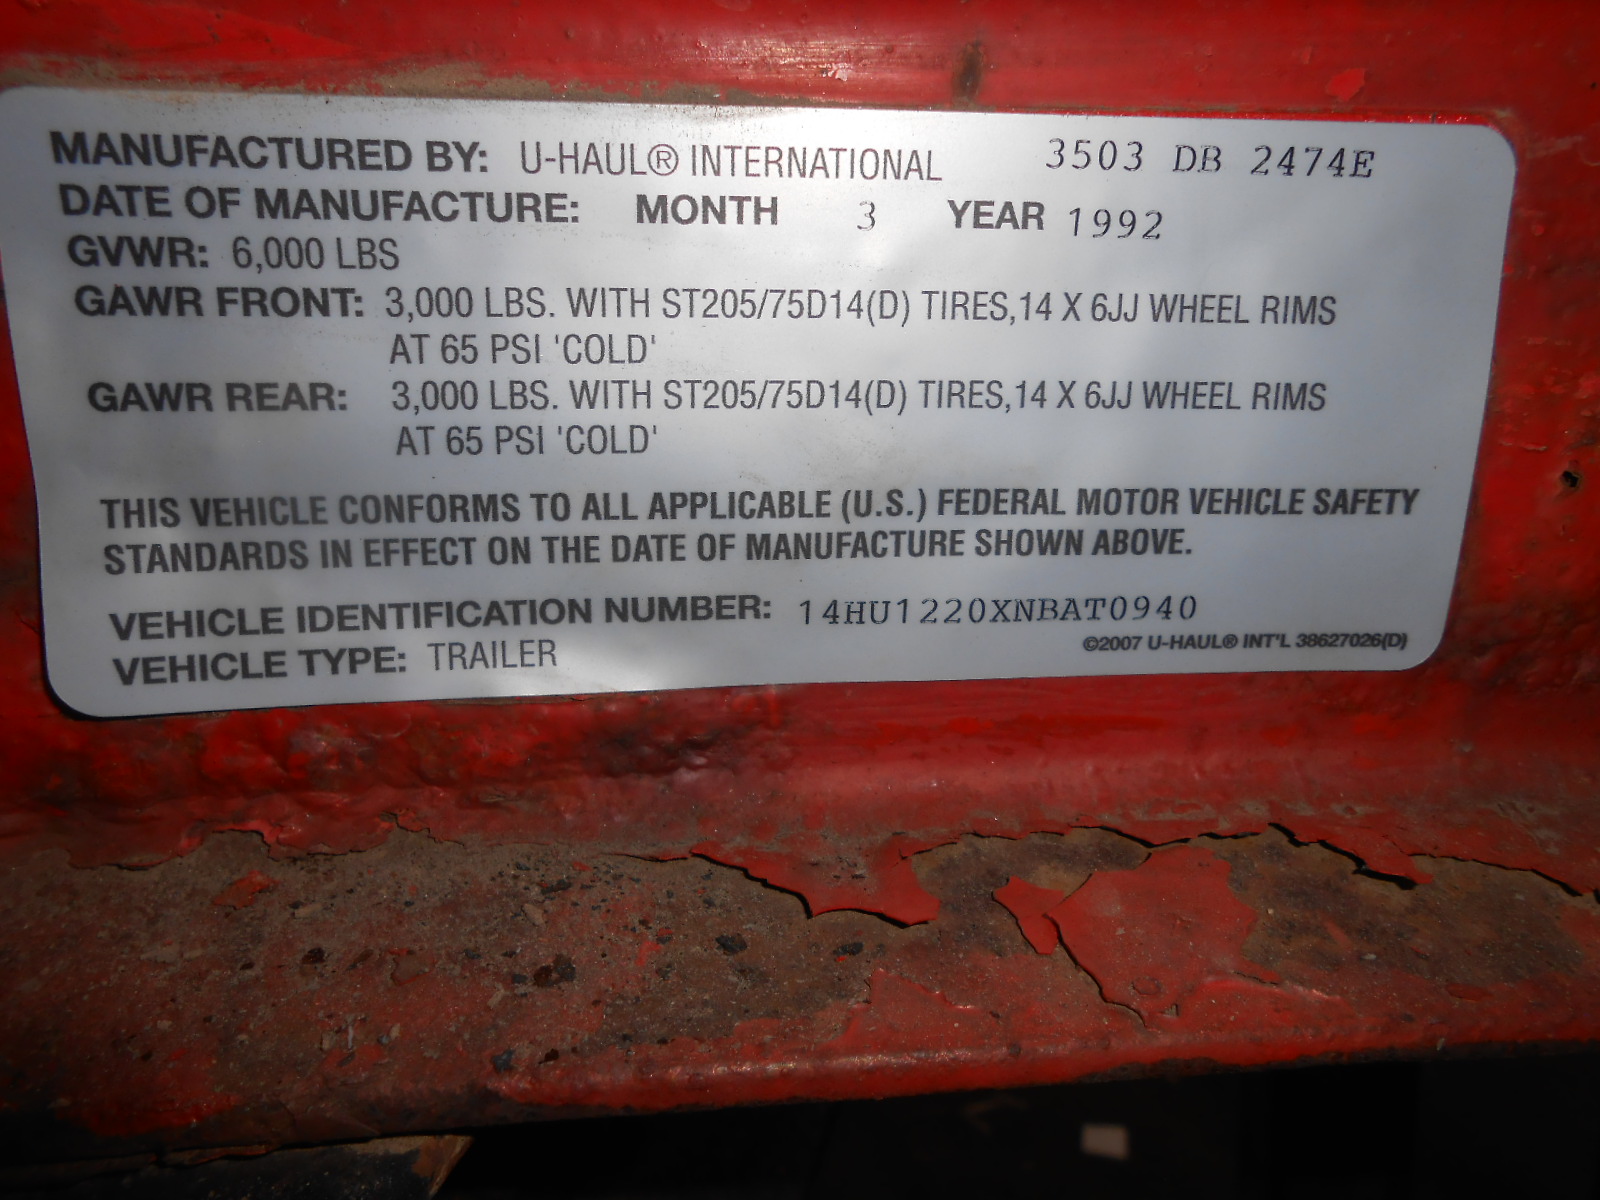 MANUFACTURED BY: U-HAUL® INTERNATIONAL 3503 DB 2474E
DATE OF MANUFACTURE: MONTH 3 YEAR 1992
GVWR: 6,000 LBS
GAWR FRONT: 3,000 LBS. WITH ST205/75D14(D) TIRES,14 X 6JJ WHEEL RIMS
AT 65 PSI 'COLD'
GAWR REAR: 3,000 LBS. WITH ST205/75D14(D) TIRES,14 X 6JJ WHEEL RIMS
AT 65 PSI 'COLD'
THIS VEHICLE CONFORMS TO ALL APPLICABLE (U.S.) FEDERAL MOTOR VEHICLE SAFETY
STANDARDS IN EFFECT ON THE DATE OF MANUFACTURE SHOWN ABOVE.
VEHICLE IDENTIFICATION NUMBER: 14HU1220XNBAT0940
VEHICLE TYPE: TRAILER
©2007 U-HAUL® INT'L 38627026(D)